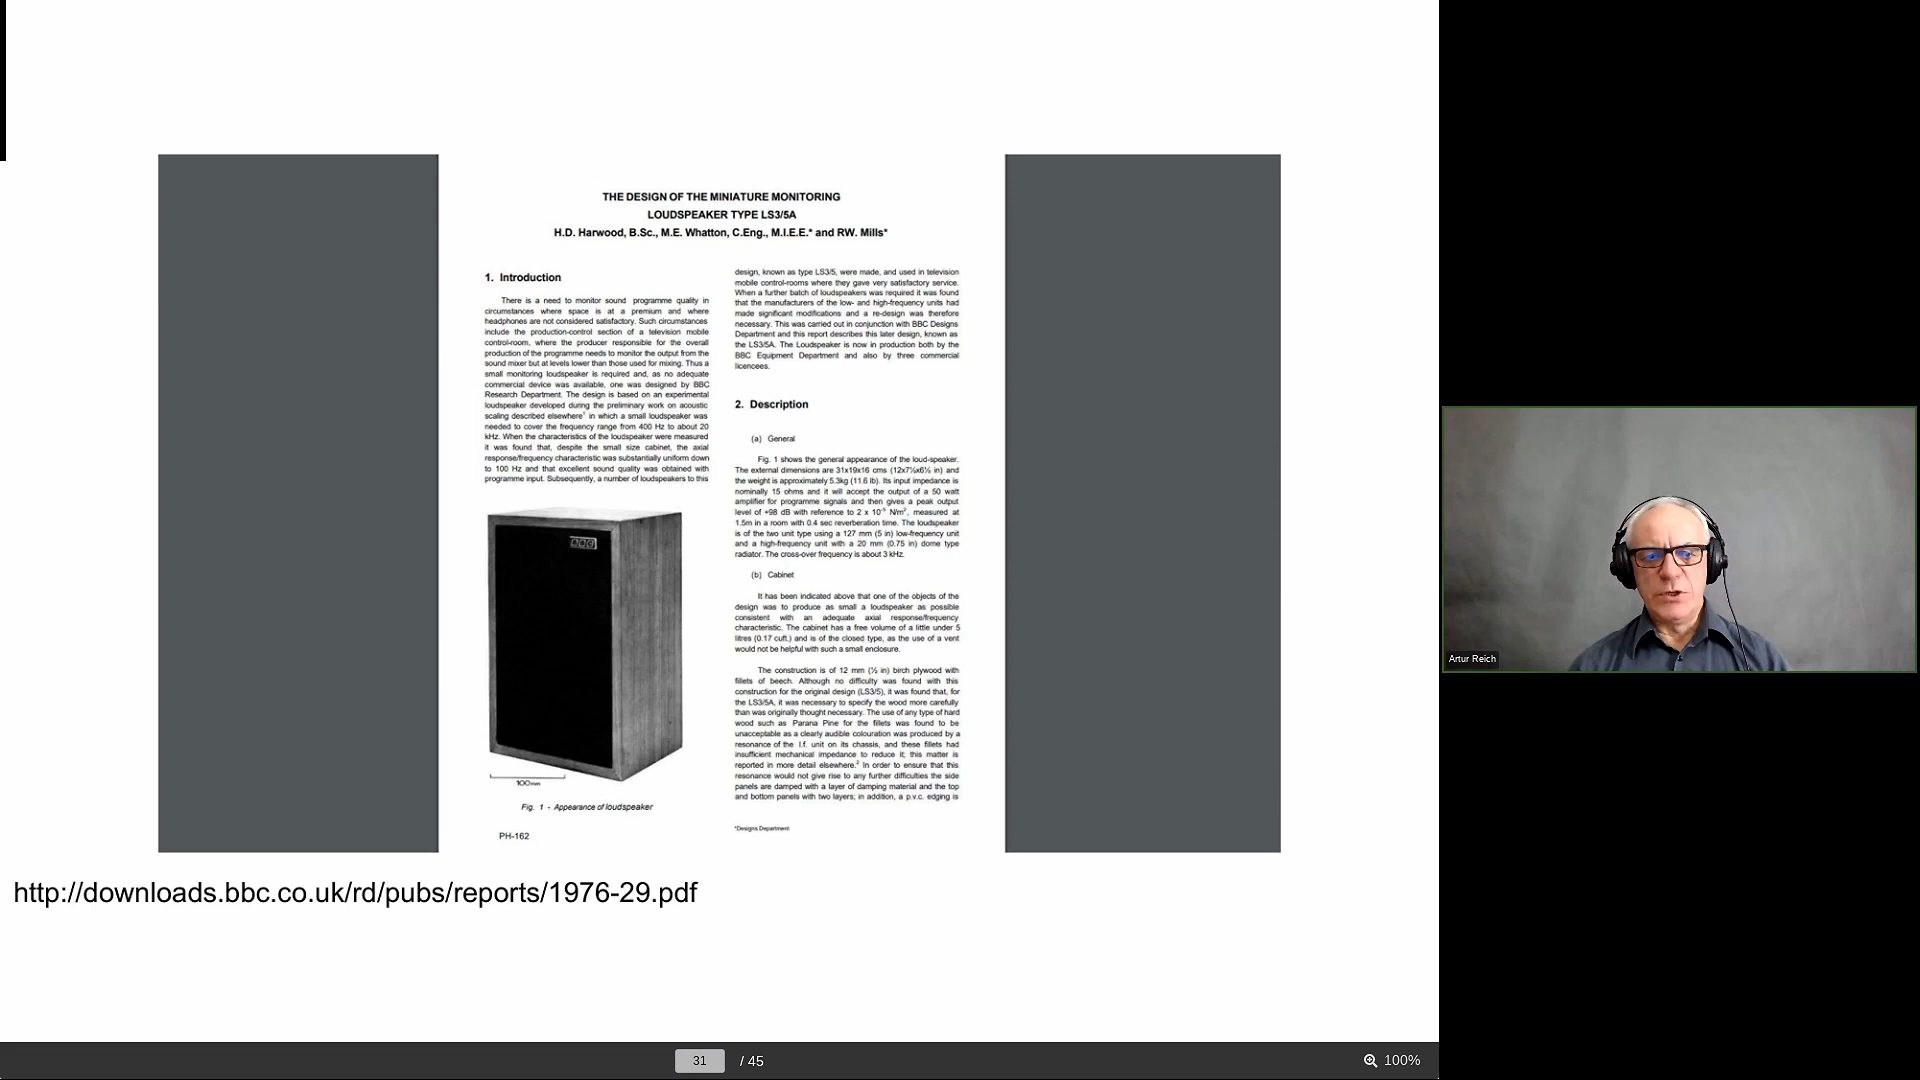 THE DESIGN OF THE MINIATURE MONITORING
LOUDSPEAKER TYPE LS3/5A
H.D. Harwood, B.Sc., M.E. Whatton, C.Eng., M.I.E.E.* and RW. Mills*
1. Introduction
There is a need to monitor sound programme quality in
circumstances where space is at a premium and where
headphones are not considered satisfactory. Such circumstances
include the production-control section of a television mobile
control-room, where the producer responsible for the overall
production of the programme needs to monitor the output from the
sound mixer but at levels lower than those used for mixing. Thus a
small monitoring loudspeaker is required and, as no adequate
commercial device was available, one was designed by BBC
Research Department. The design is based on an experimental
loudspeaker developed during the preliminary work on acoustic
scaling described elsewhere¹ in which a small loudspeaker was
needed to cover the frequency range from 400 Hz to about 20
kHz. When the characteristics of the loudspeaker were measured
it was found that, despite the small size cabinet, the axial
response/frequency characteristic was substantially uniform down
to 100 Hz and that excellent sound quality was obtained with
programme input. Subsequently, a number of loudspeakers to this
BBC
100mm
Fig. 1 - Appearance of loudspeaker
PH-162
design, known as type LS3/5, were made, and used in television
mobile control-rooms where they gave very satisfactory service.
When a further batch of loudspeakers was required it was found
that the manufacturers of the low- and high-frequency units had
made significant modifications and a re-design was therefore
necessary. This was carried out in conjunction with BBC Designs
Department and this report describes this later design, known as
the LS3/5A. The Loudspeaker is now in production both by the
BBC Equipment Department and also by three commercial
licencees.
2. Description
(a) General
Fig. 1 shows the general appearance of the loud-speaker.
The external dimensions are 31x19x16 cms (12x7½x6½ in) and
the weight is approximately 5.3kg (11.6 lb). Its input impedance is
nominally 15 ohms and it will accept the output of a 50 watt
amplifier for programme signals and then gives a peak output
level of +98 dB with reference to 2 x 10⁻⁵ N/m², measured at
1.5m in a room with 0.4 sec reverberation time. The loudspeaker
is of the two unit type using a 127 mm (5 in) low-frequency unit
and a high-frequency unit with a 20 mm (0.75 in) dome type
radiator. The cross-over frequency is about 3 kHz.
(b) Cabinet
It has been indicated above that one of the objects of the
design was to produce as small a loudspeaker as possible
consistent with an adequate axial response/frequency
characteristic. The cabinet has a free volume of a little under 5
litres (0.17 cuft.) and is of the closed type, as the use of a vent
would not be helpful with such a small enclosure.
The construction is of 12 mm (½ in) birch plywood with
fillets of beech. Although no difficulty was found with this
construction for the original design (LS3/5), it was found that, for
the LS3/5A, it was necessary to specify the wood more carefully
than was originally thought necessary. The use of any type of hard
wood such as Parana Pine for the fillets was found to be
unacceptable as a clearly audible colouration was produced by a
resonance of the l.f. unit on its chassis, and these fillets had
insufficient mechanical impedance to reduce it; this matter is
reported in more detail elsewhere.² In order to ensure that this
resonance would not give rise to any further difficulties the side
panels are damped with a layer of damping material and the top
and bottom panels with two layers; in addition, a p.v.c. edging is
*Designs Department
http://downloads.bbc.co.uk/rd/pubs/reports/1976-29.pdf
31 / 45
100%
Artur Reich